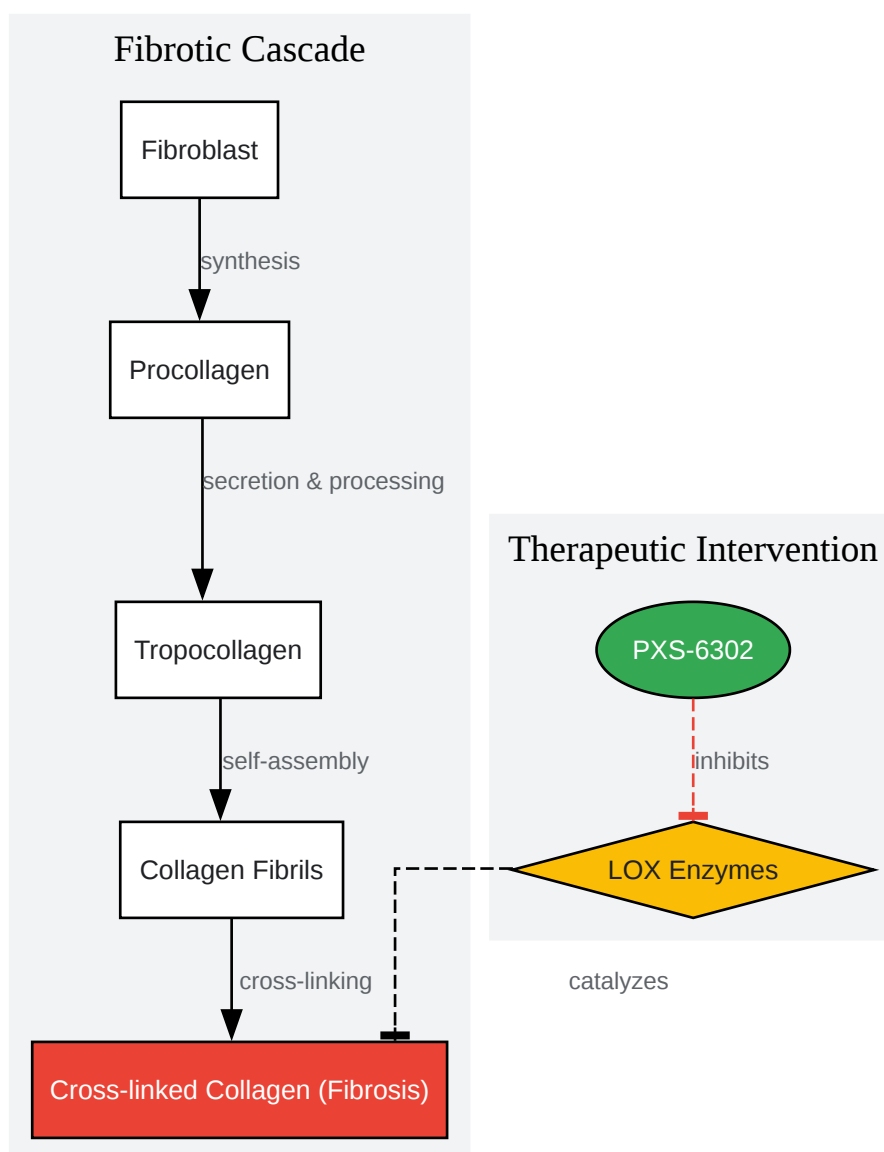 Fibrotic Cascade
Fibroblast
synthesis
Procollagen
secretion & processing
Tropocollagen
self-assembly
Collagen Fibrils
cross-linking
Cross-linked Collagen (Fibrosis)
Therapeutic Intervention
PXS-6302
inhibits
LOX Enzymes
catalyzes